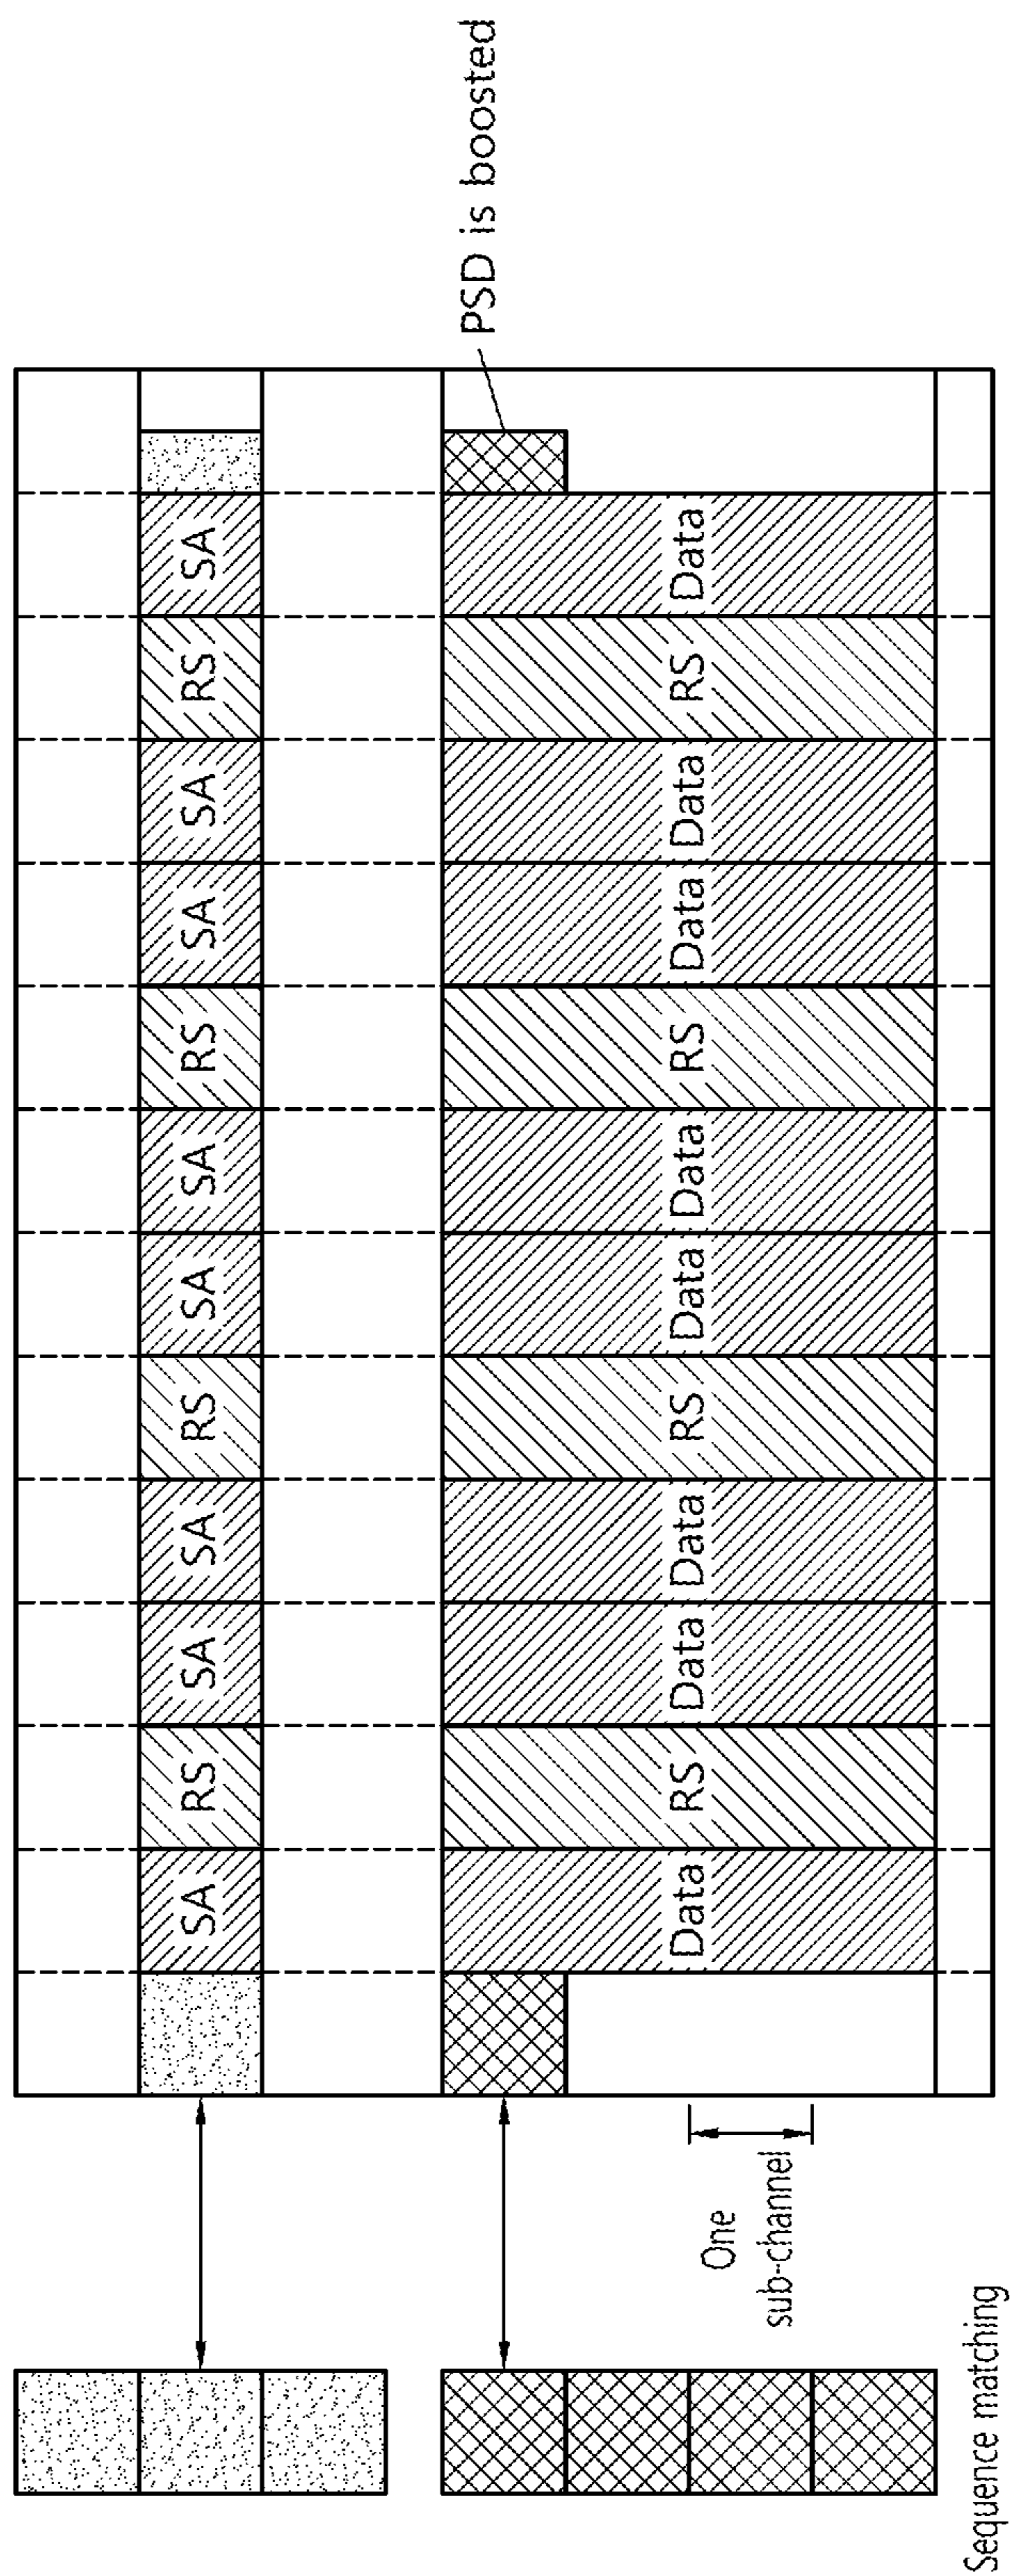 SA RS SA SA RS SA SA RS SA SA RS SA
PSD is boosted
Data RS Data Data RS Data Data RS Data Data RS Data
One
sub-channel
Sequence matching